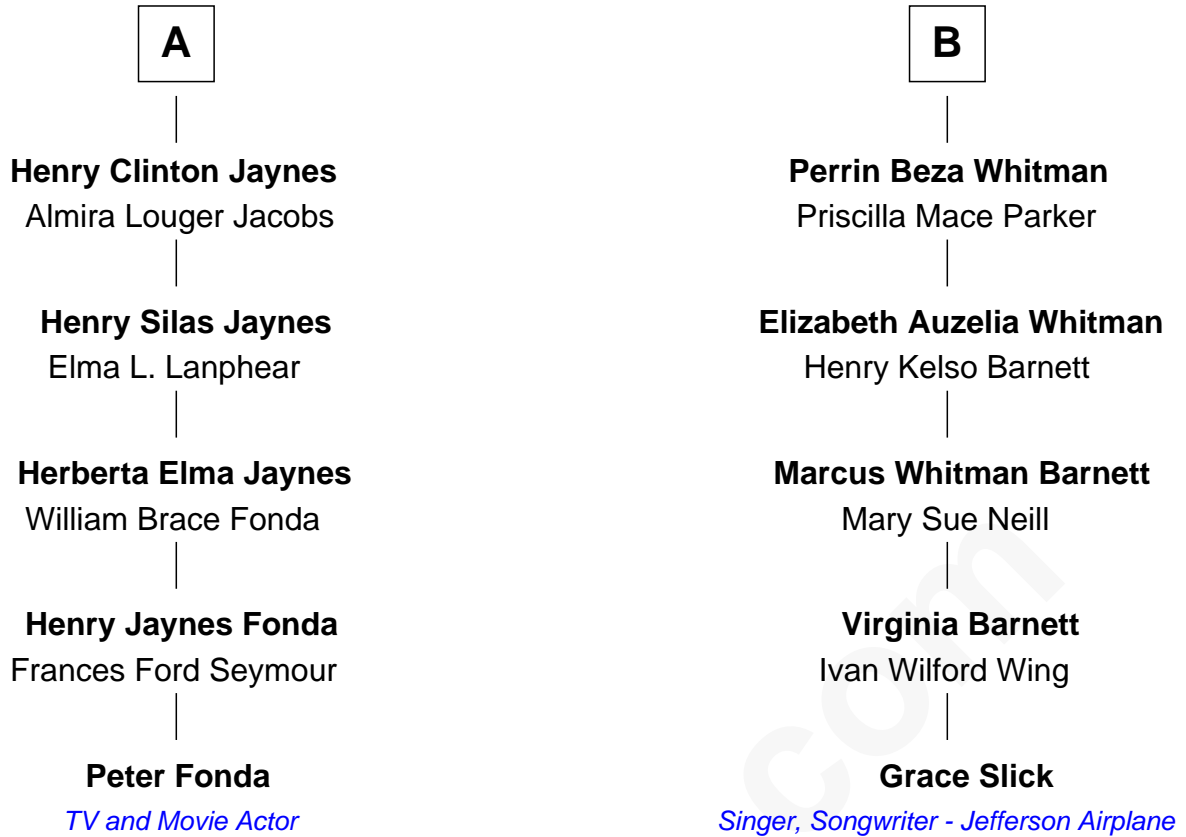 A
Henry Clinton Jaynes
Almira Louger Jacobs
Henry Silas Jaynes
Elma L. Lanphear
Herberta Elma Jaynes
William Brace Fonda
Henry Jaynes Fonda
Frances Ford Seymour
Peter Fonda
TV and Movie Actor
B
Perrin Beza Whitman
Priscilla Mace Parker
Elizabeth Auzelia Whitman
Henry Kelso Barnett
Marcus Whitman Barnett
Mary Sue Neill
Virginia Barnett
Ivan Wilford Wing
Grace Slick
Singer, Songwriter - Jefferson Airplane
com